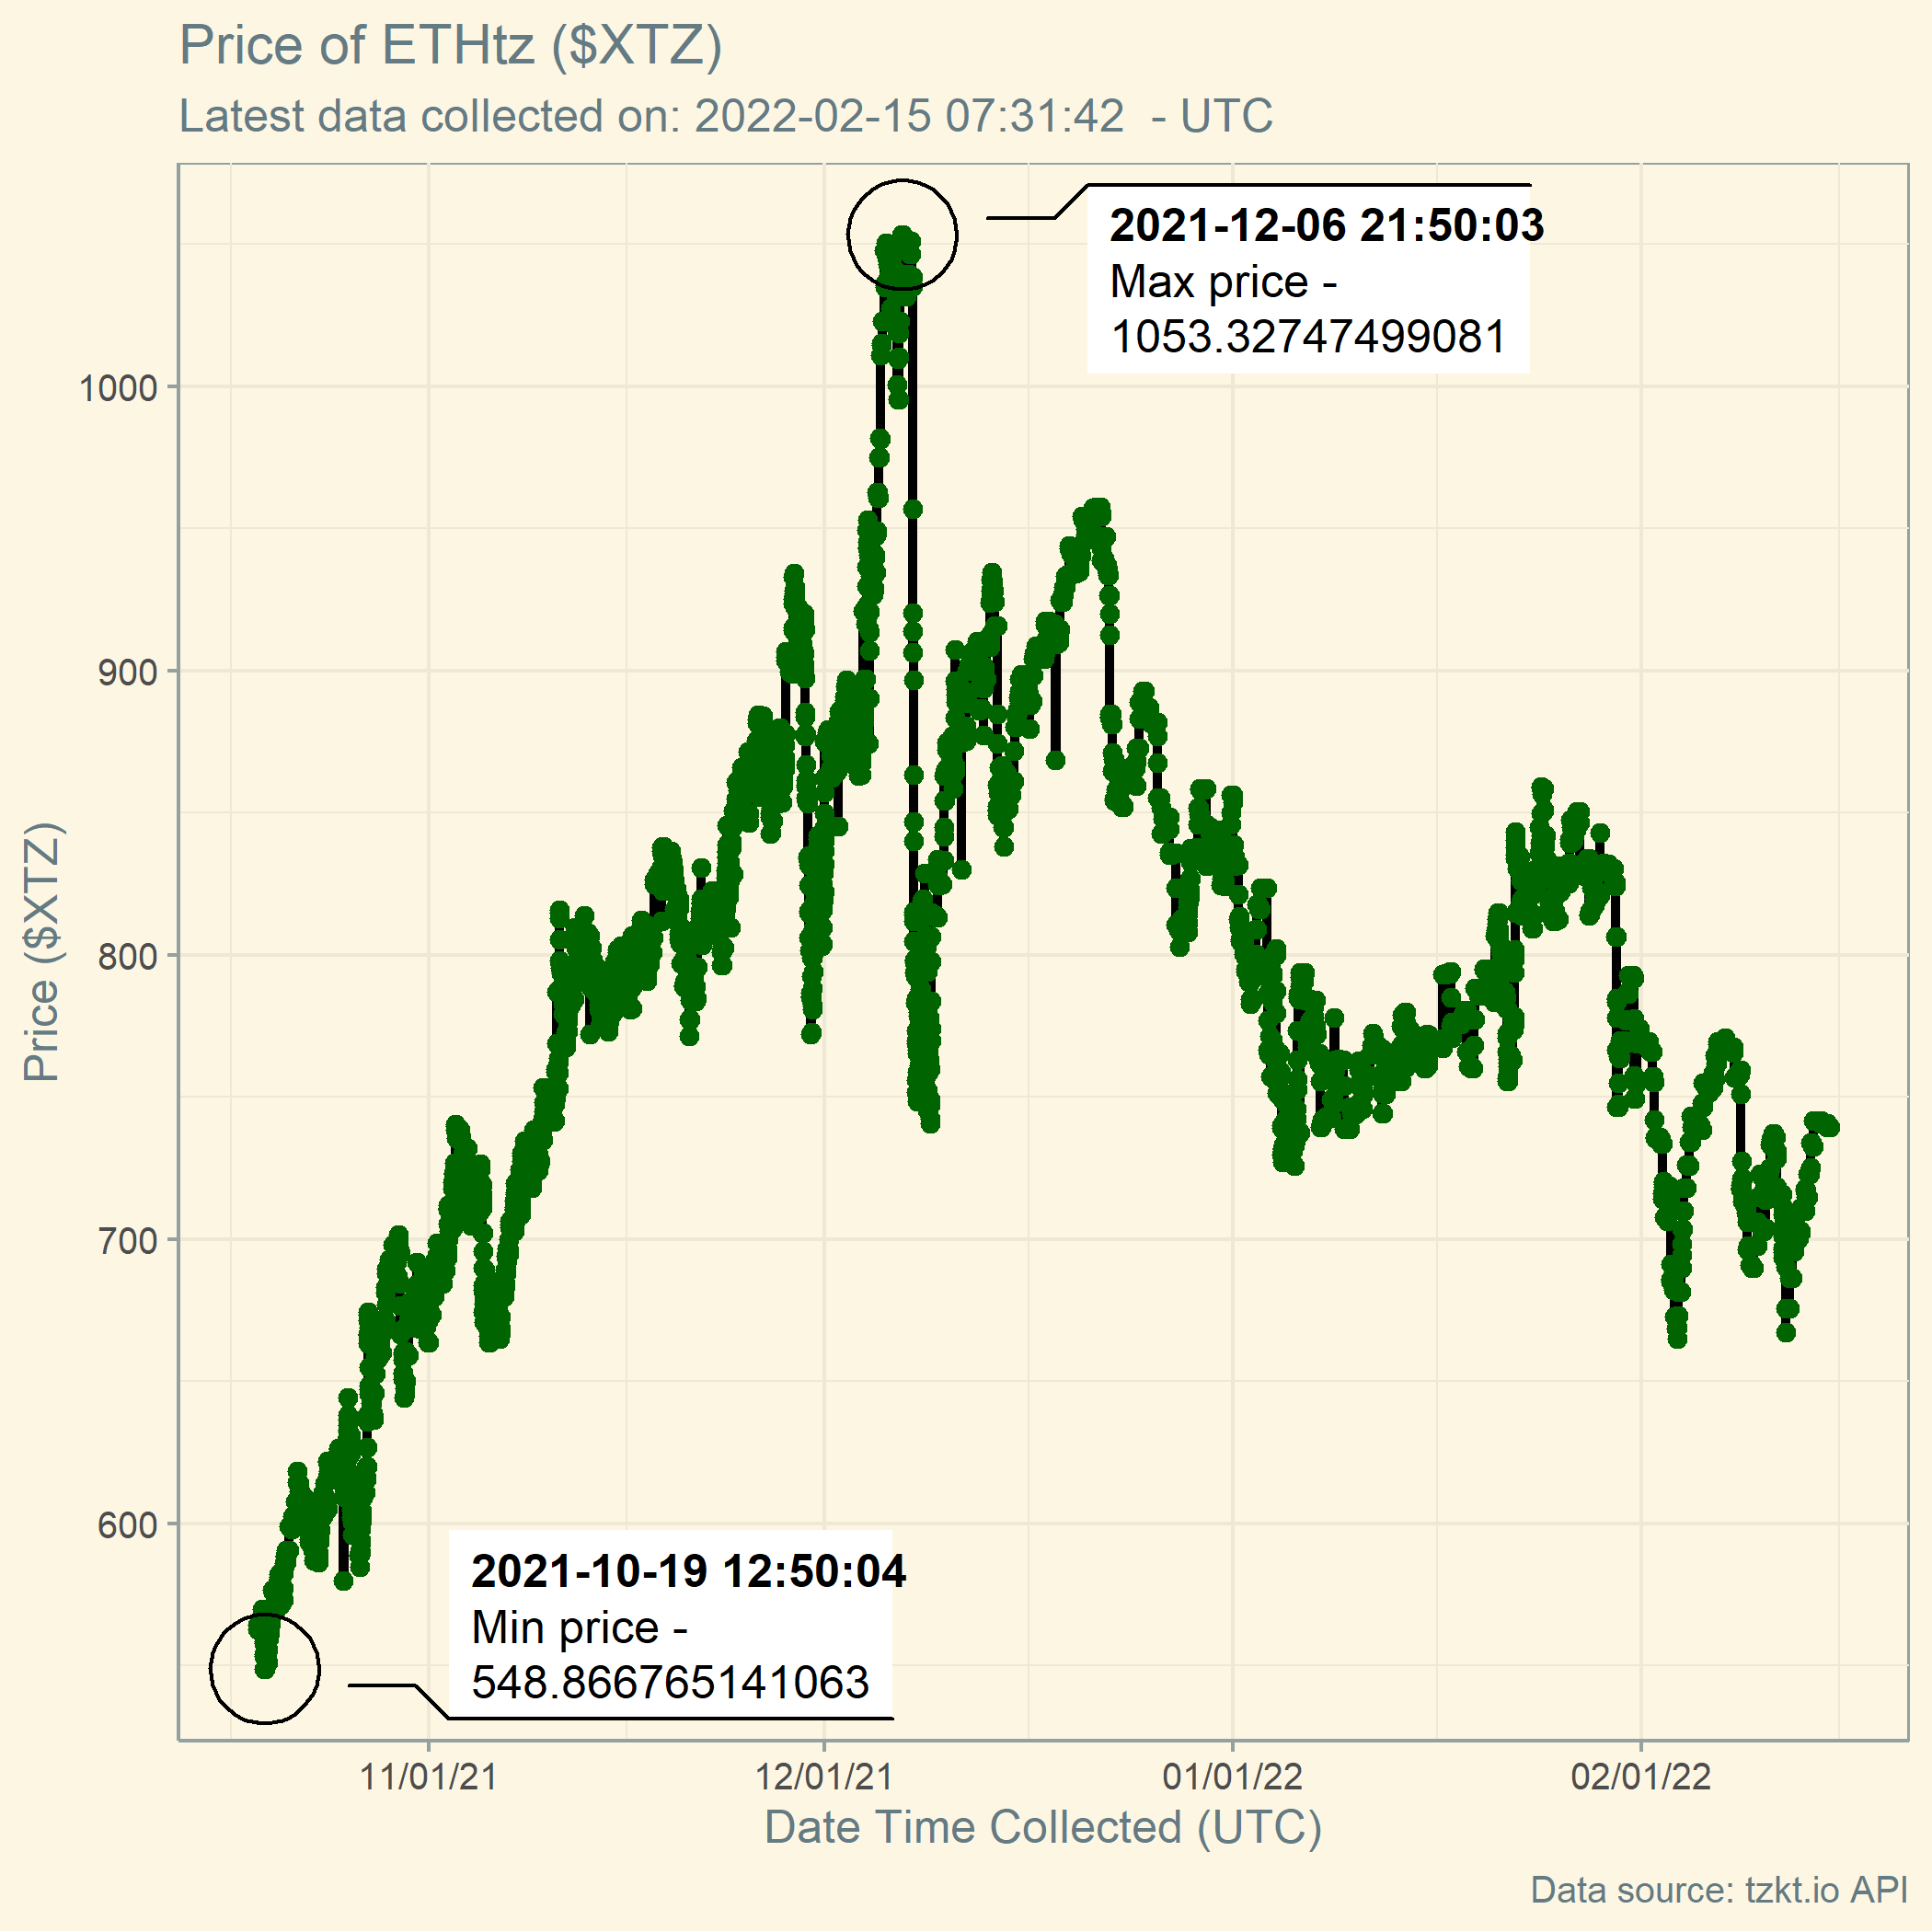 Price of ETHtz ($XTZ)
Latest data collected on: 2022-02-15 07:31:42  - UTC
2021-12-06 21:50:03
Max price -
1053.32747499081
1000
900
800
700
600
Price ($XTZ)
2021-10-19 12:50:04
Min price -
548.866765141063
11/01/21 12/01/21 01/01/22 02/01/22
Date Time Collected (UTC)
Data source: tzkt.io API